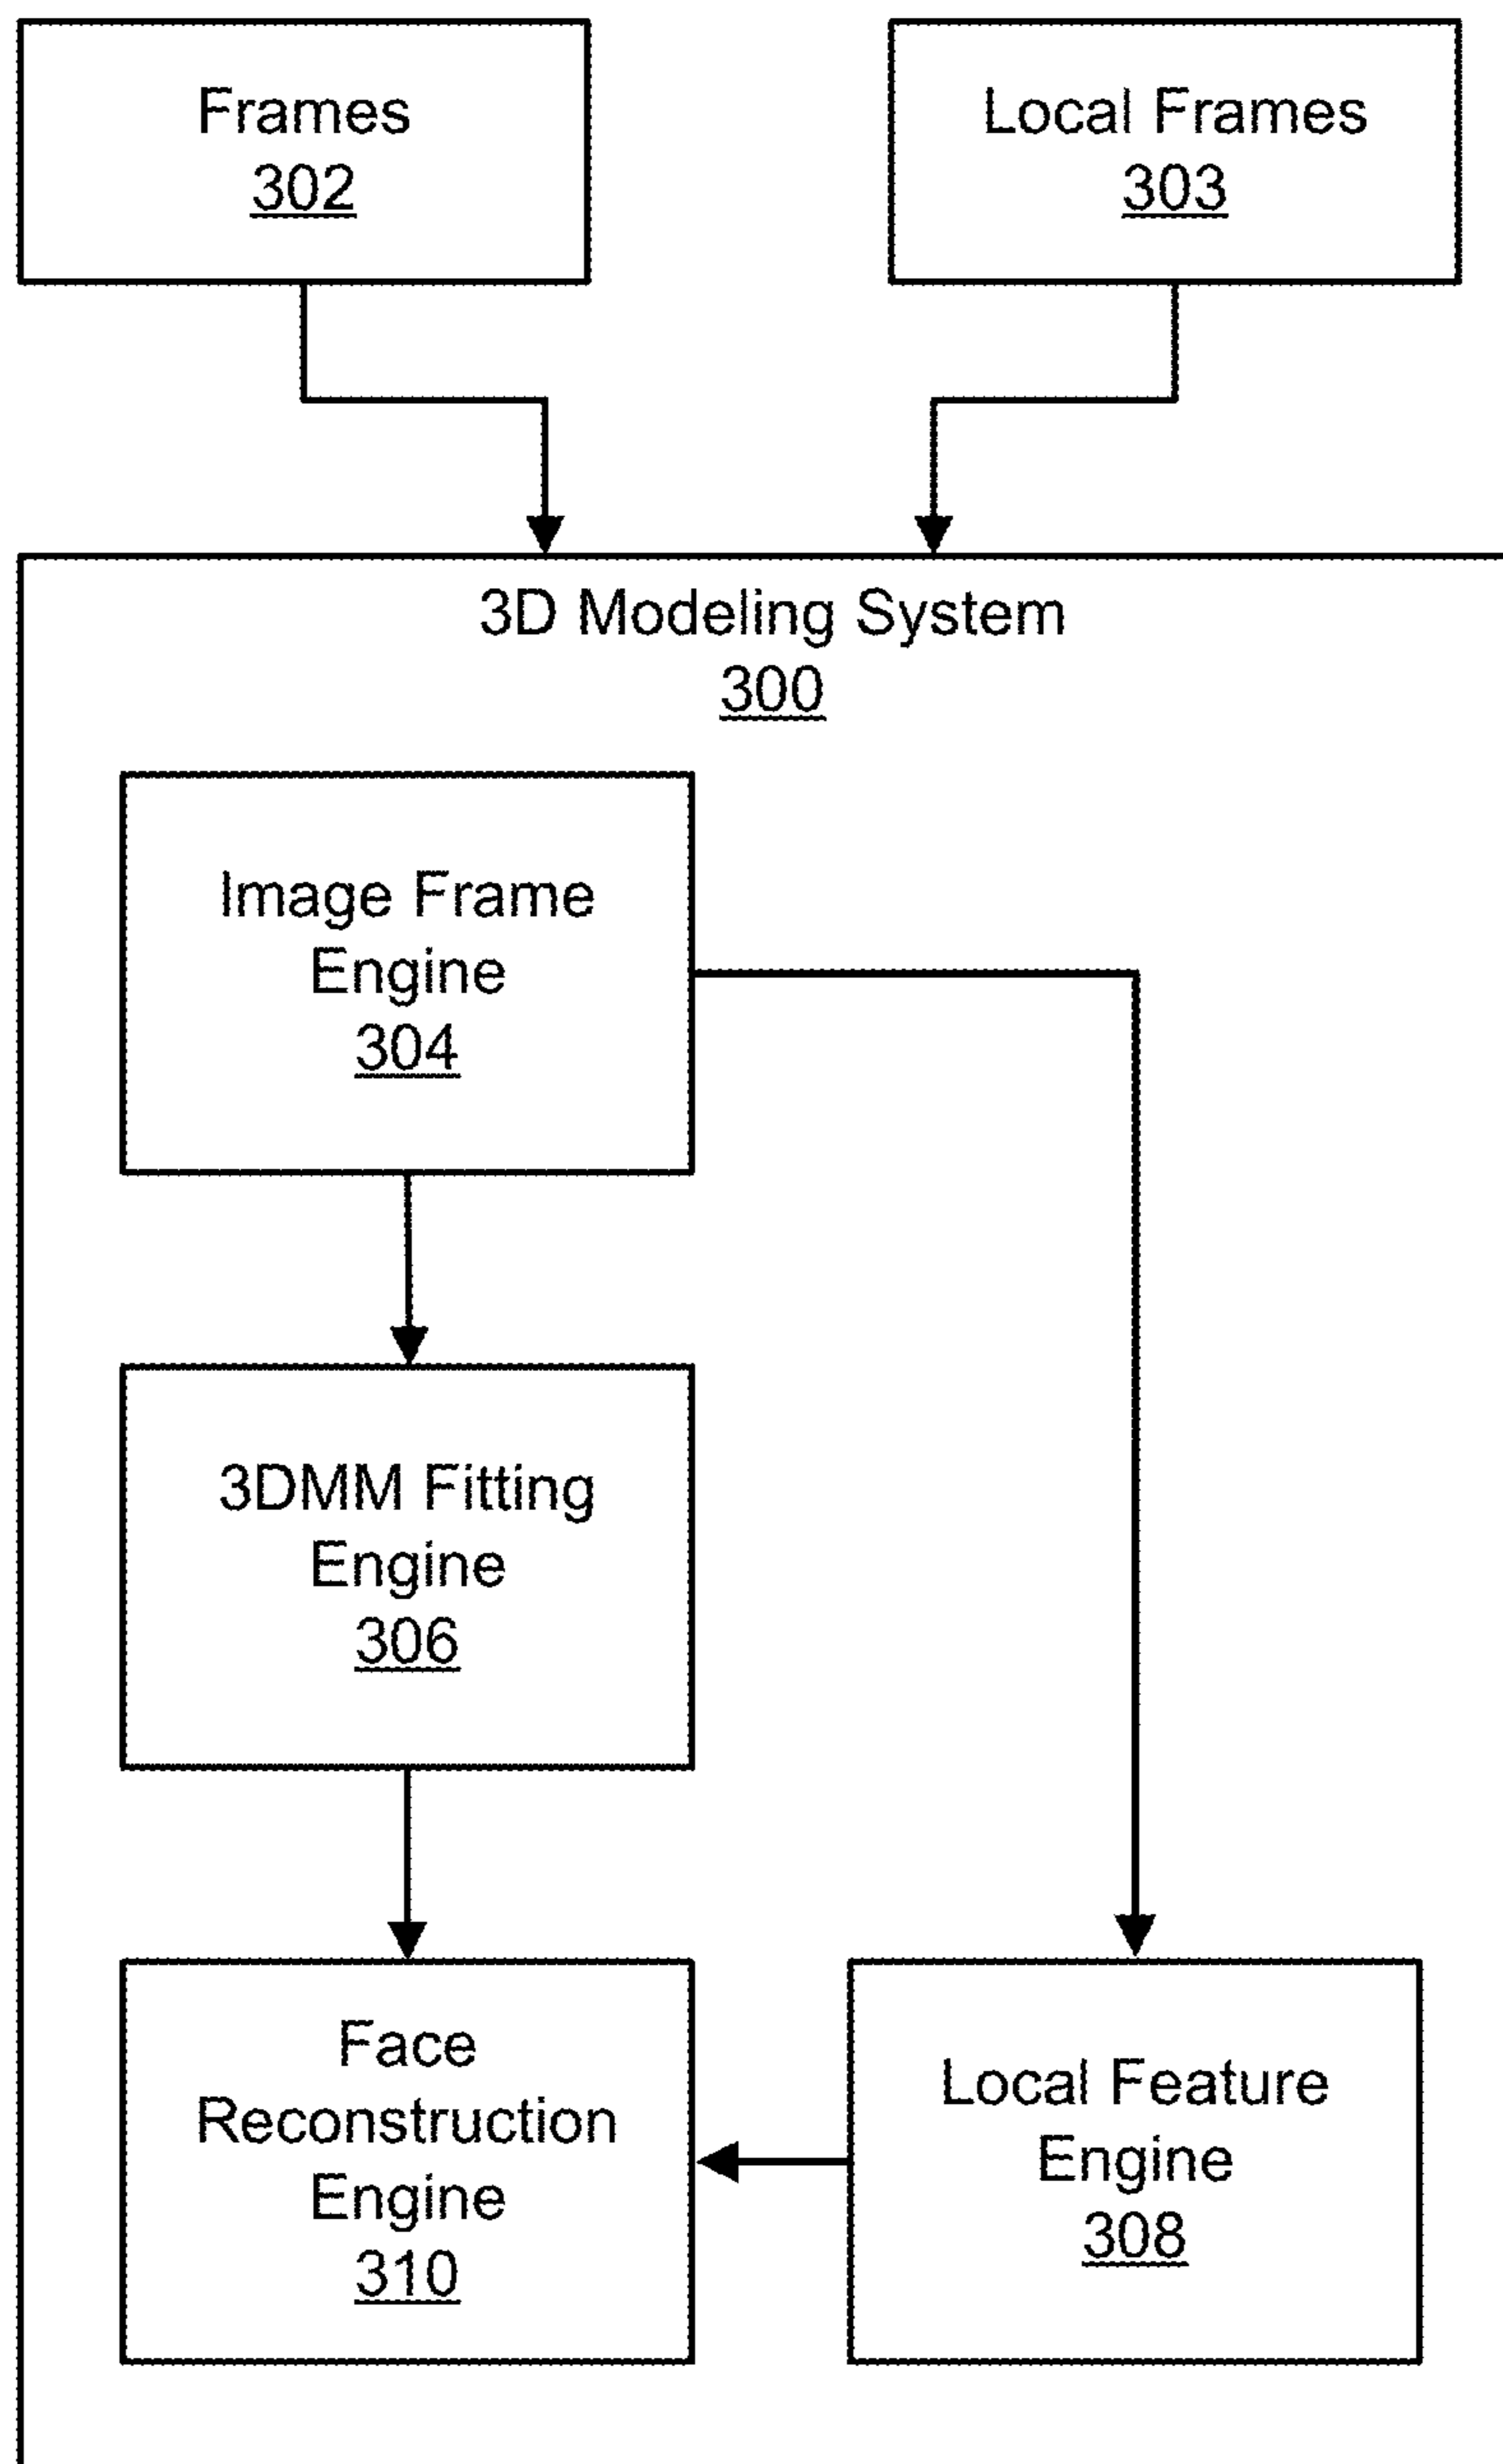 Frames
302
Local Frames
303
3D Modeling System
300
Image Frame
Engine
304
3DMM Fitting
Engine
306
Face
Reconstruction
Engine
310
Local Feature
Engine
308